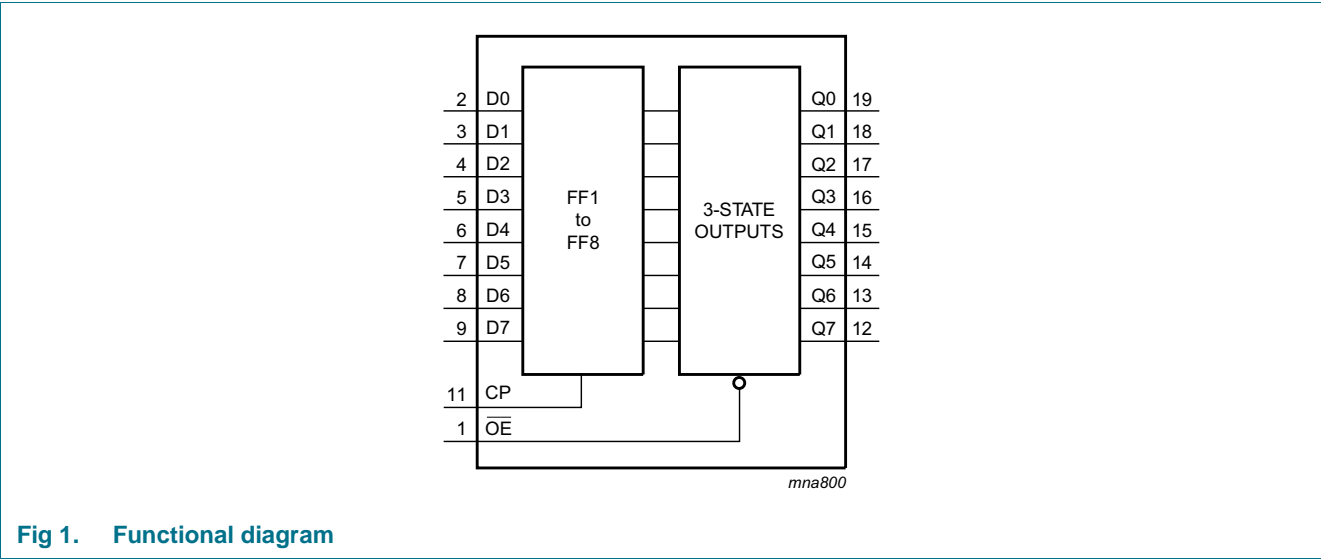 2 D0 Q0 19
3 D1 Q1 18
4 D2 Q2 17
5 D3 FF1 Q3 16
to 3-STATE
6 D4 FF8 OUTPUTS Q4 15
7 D5 Q5 14
8 D6 Q6 13
9 D7 Q7 12
11 CP
1 O̅E̅
mna800
Fig 1. Functional diagram